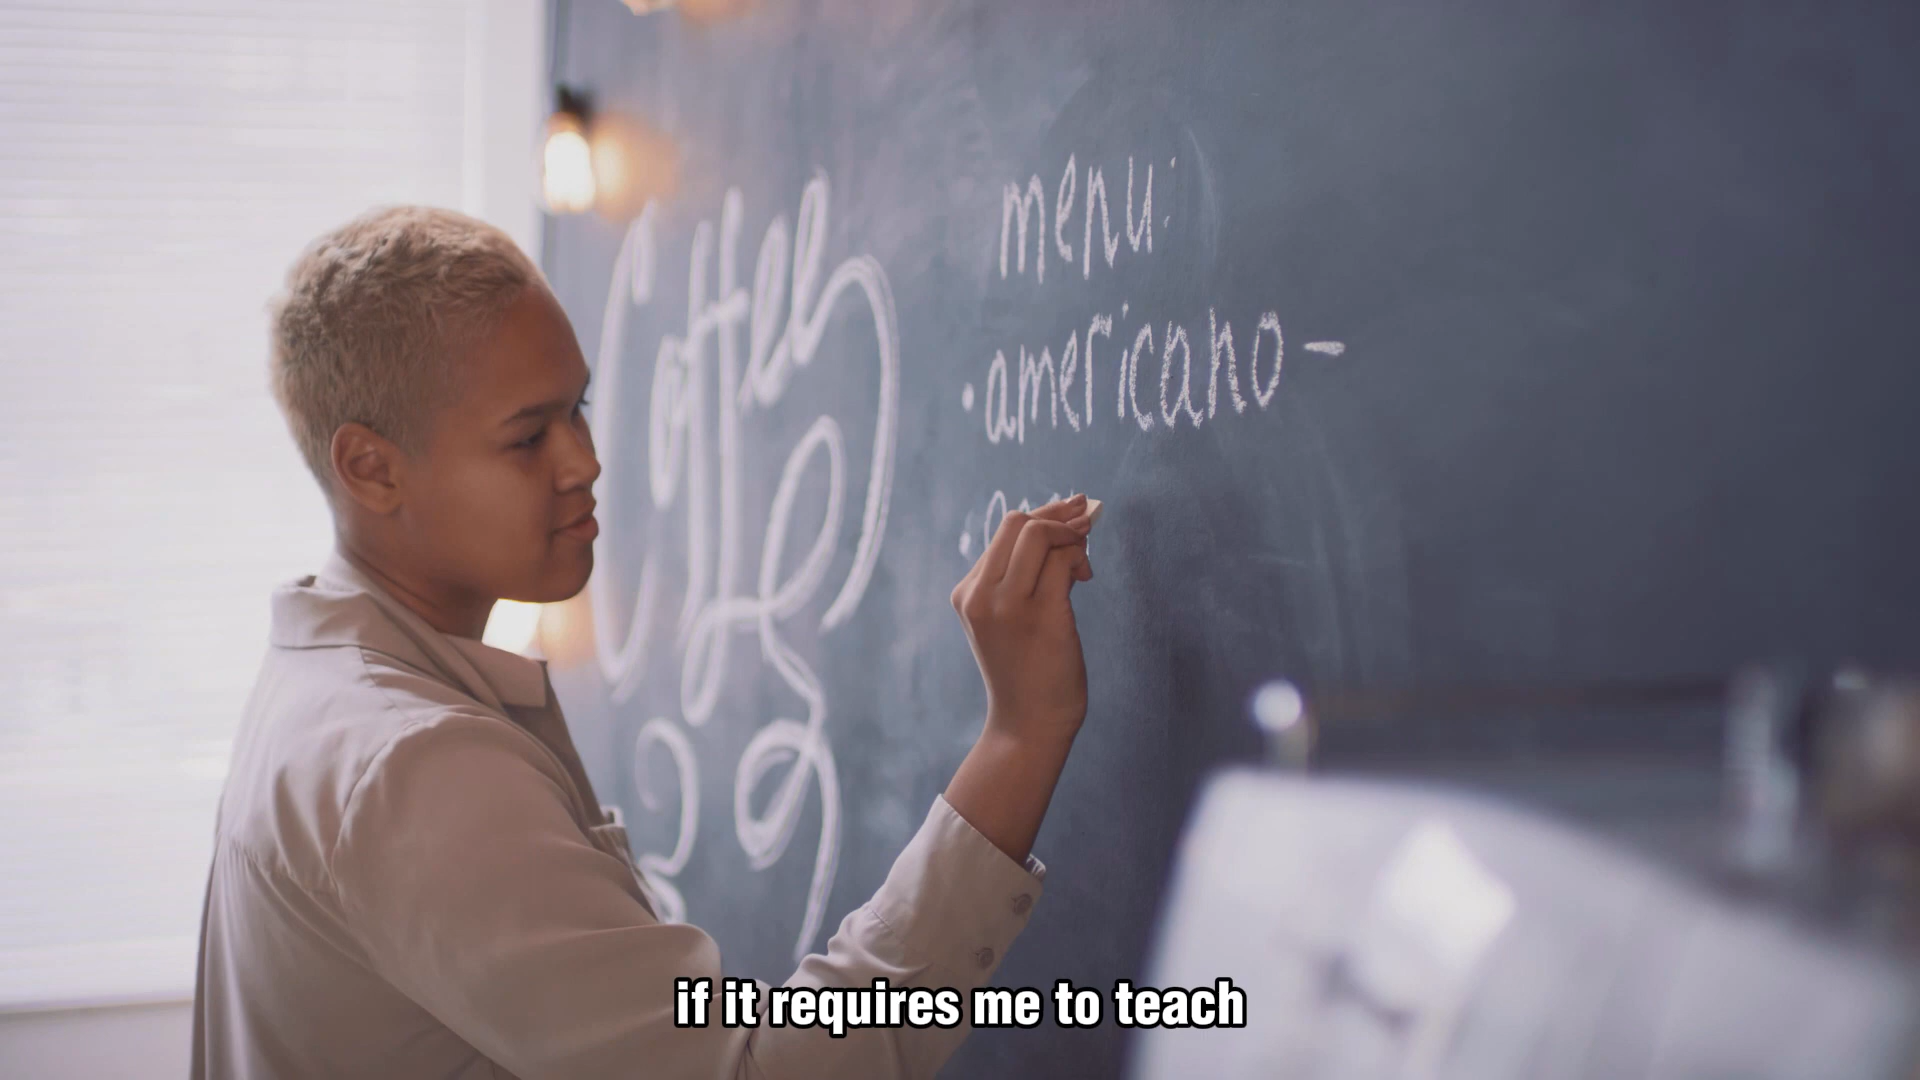 Coffee
menu:
·americano -
if it requires me to teach